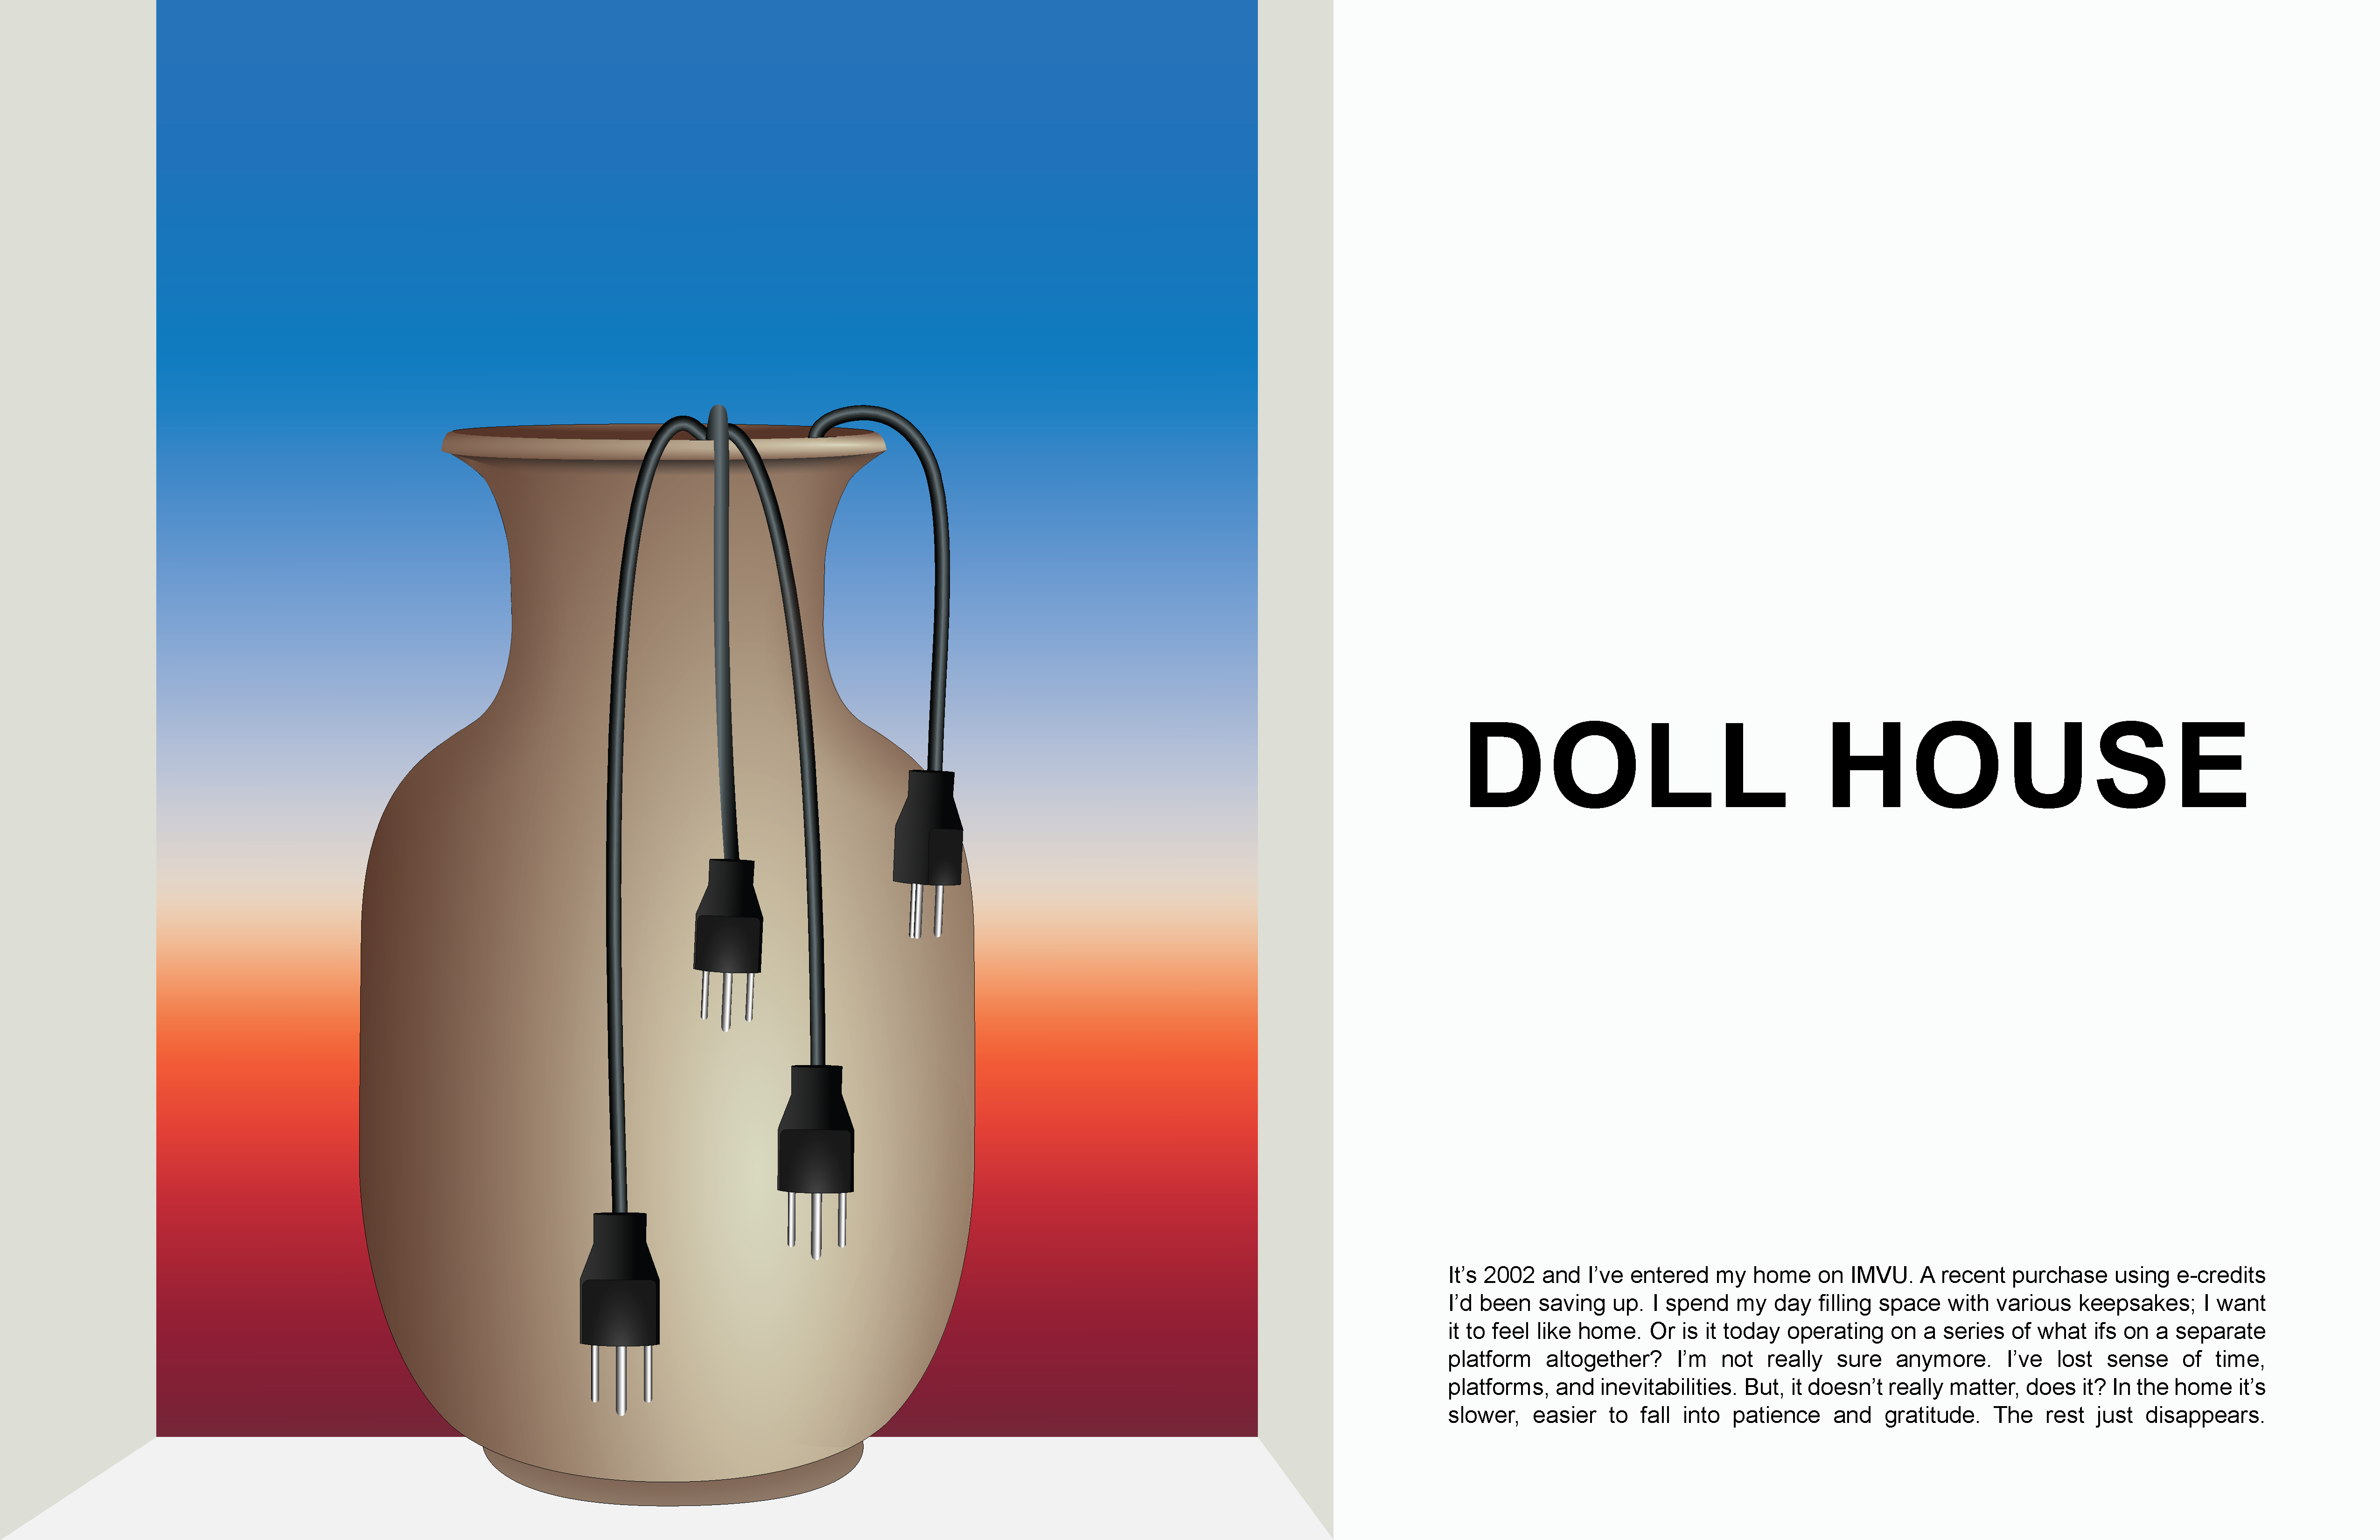 DOLL HOUSE
It’s 2002 and I’ve entered my home on IMVU. A recent purchase using e-credits
I’d been saving up. I spend my day filling space with various keepsakes; I want
it to feel like home. Or is it today operating on a series of what ifs on a separate
platform altogether? I’m not really sure anymore. I’ve lost sense of time,
platforms, and inevitabilities. But, it doesn’t really matter, does it? In the home it’s
slower, easier to fall into patience and gratitude. The rest just disappears.